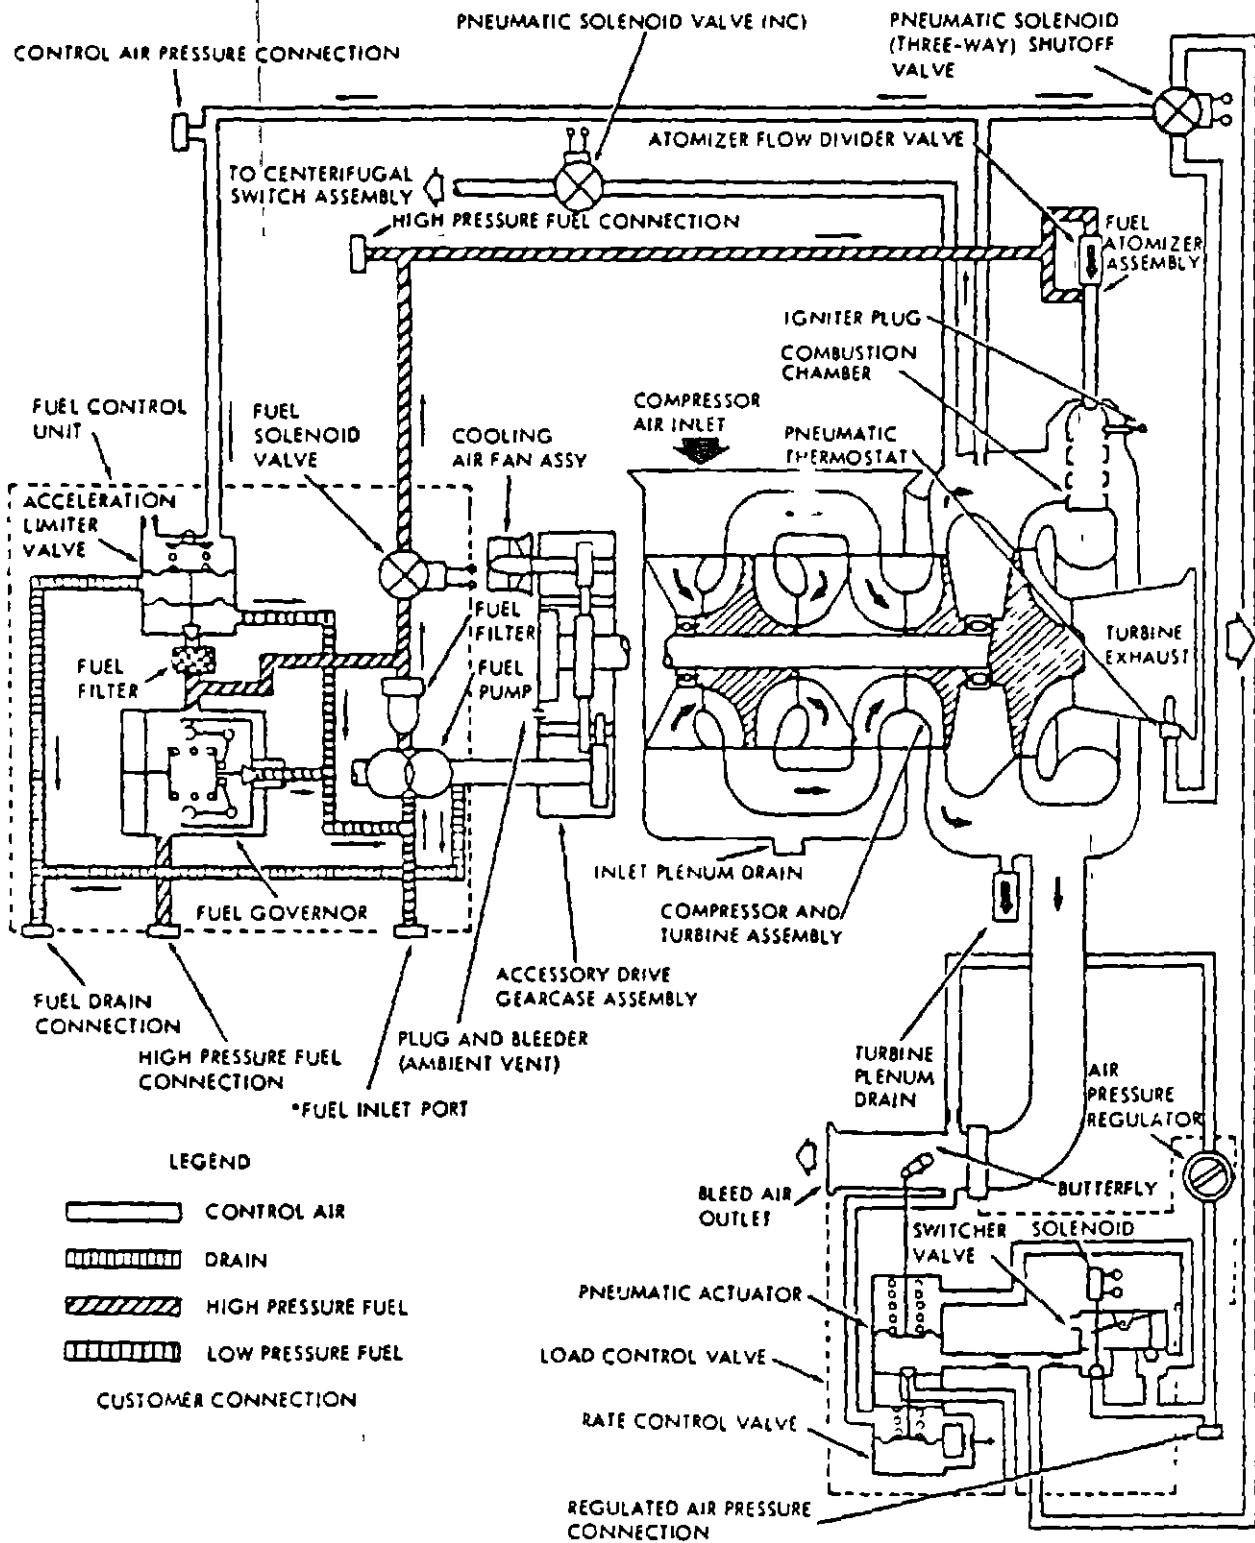 PNEUMATIC SOLENOID VALVE (NC)
PNEUMATIC SOLENOID
(THREE-WAY) SHUTOFF
VALVE
CONTROL AIR PRESSURE CONNECTION
ATOMIZER FLOW DIVIDER VALVE
TO CENTERIFUGAL
SWITCH ASSEMBLY
HIGH PRESSURE FUEL CONNECTION
FUEL
ATOMIZER
ASSEMBLY
IGNITER PLUG
COMBUSTION
CHAMBER
FUEL CONTROL
UNIT
FUEL
SOLENOID
VALVE
COOLING
AIR FAN ASSY
COMPRESSOR
AIR INLET
PNEUMATIC
THERMOSTAT
ACCELERATION
LIMITER
VALVE
FUEL
FILTER
FUEL
PUMP
FUEL
FILTER
TURBINE
EXHAUST
INLET PLENUM DRAIN
FUEL GOVERNOR
COMPRESSOR AND
TURBINE ASSEMBLY
ACCESSORY DRIVE
GEARCASE ASSEMBLY
FUEL DRAIN
CONNECTION
PLUG AND BLEEDER
(AMBIENT VENT)
HIGH PRESSURE FUEL
CONNECTION
*FUEL INLET PORT
TURBINE
PLENUM
DRAIN
AIR
PRESSURE
REGULATOR
LEGEND
CONTROL AIR
DRAIN
HIGH PRESSURE FUEL
LOW PRESSURE FUEL
CUSTOMER CONNECTION
BLEED AIR
OUTLET
BUTTERFLY
SWITCHER
VALVE
SOLENOID
PNEUMATIC ACTUATOR
LOAD CONTROL VALVE
RATE CONTROL VALVE
REGULATED AIR PRESSURE
CONNECTION